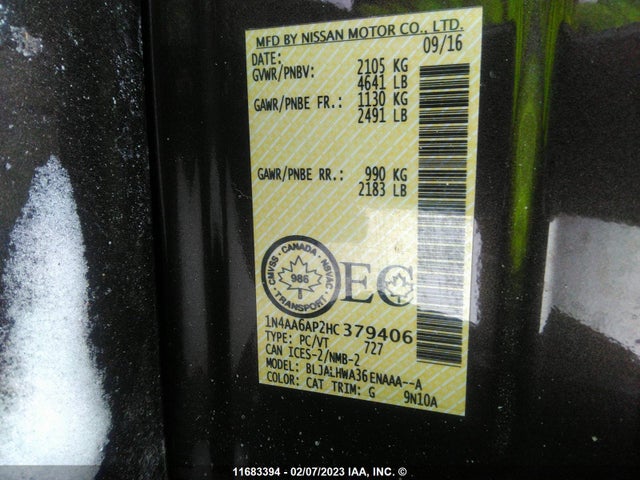 MFD BY NISSAN MOTOR CO., LTD.
DATE: 09/16
GVWR/PNBV: 2105 KG
4641 LB
GAWR/PNBE FR.: 1130 KG
2491 LB
GAWR/PNBE RR.: 990 KG
2183 LB
CANADA
CMVSS NSVAC
986
TRANSPORT
EC
1N4AA6AP2HC379406
TYPE: PC/VT 727
CAN ICES-2/NMB-2
MODEL: BLJALHWA36ENAAA--A
COLOR: CAT TRIM: G 9N10A
11683394 - 02/07/2023 IAA, INC. ©